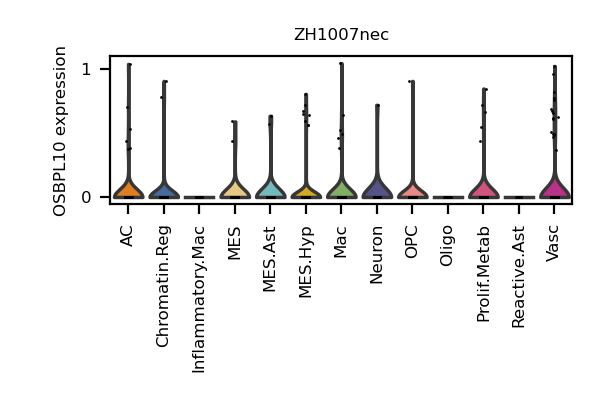 ZH1007nec
OSBPL10 expression
1
0
AC
Chromatin.Reg
Inflammatory.Mac
MES
MES.Ast
MES.Hyp
Mac
Neuron
OPC
Oligo
Prolif.Metab
Reactive.Ast
Vasc